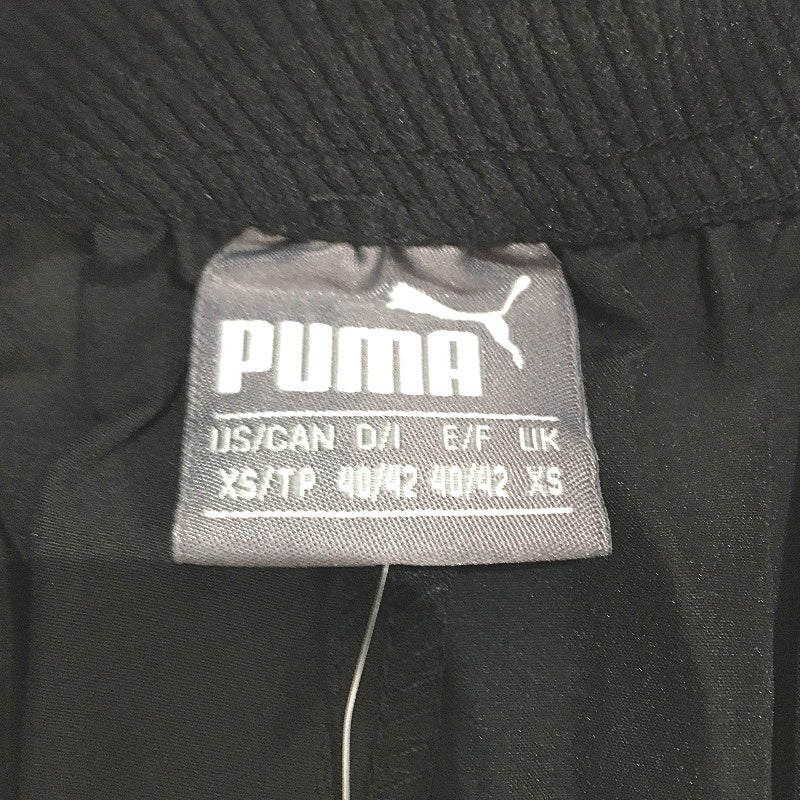 PUMA
US/CAN D/I E/F UK
XS/TP 40/42 40/42 XS